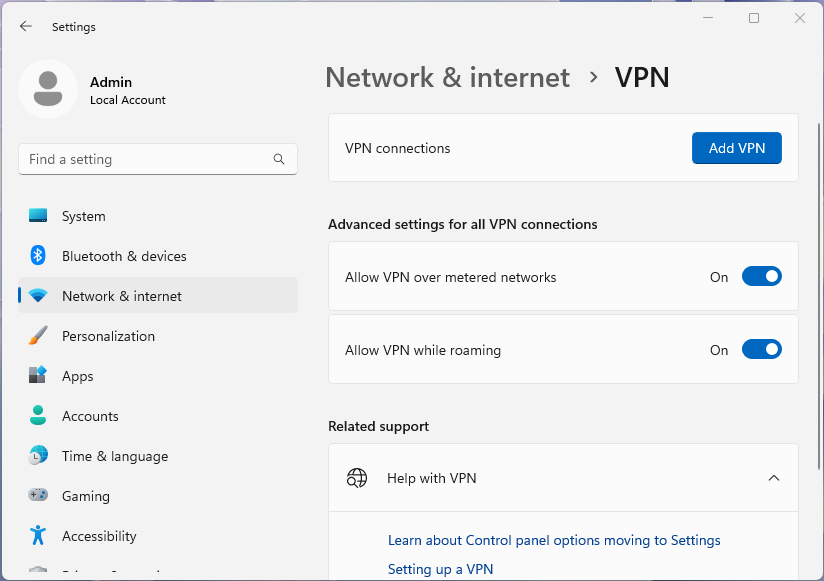 Settings
Admin
Local Account
Find a setting
System
Bluetooth & devices
Network & internet
Personalization
Apps
Accounts
Time & language
Gaming
Accessibility
Network & internet > VPN
VPN connections
Add VPN
Advanced settings for all VPN connections
Allow VPN over metered networks
On
Allow VPN while roaming
On
Related support
Help with VPN
Learn about Control panel options moving to Settings
Setting up a VPN